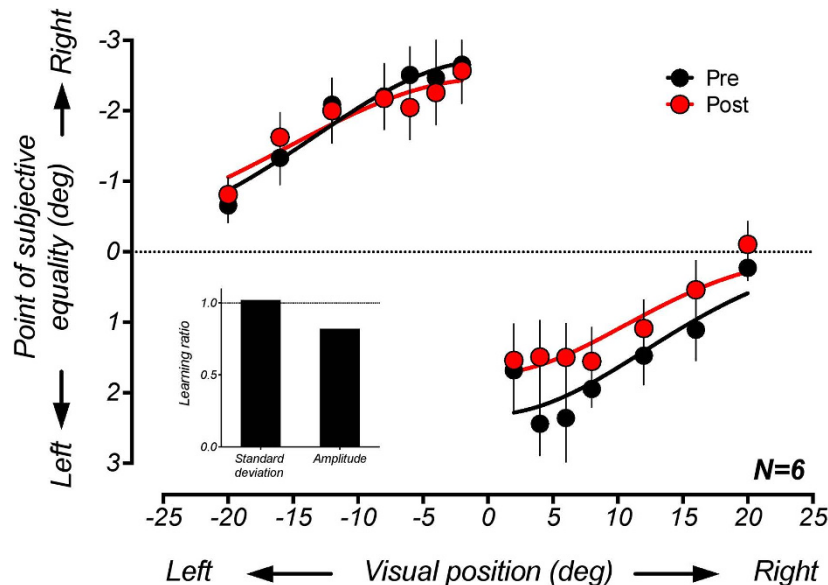 Point of subjective
equality (deg)
Right
Left
-3
-2
-1
0
1
2
3
Pre
Post
Learning ratio
1.0
0.5
0.0
Standard
deviation
Amplitude
N=6
-25 -20 -15 -10 -5 0 5 10 15 20 25
Left Visual position (deg) Right